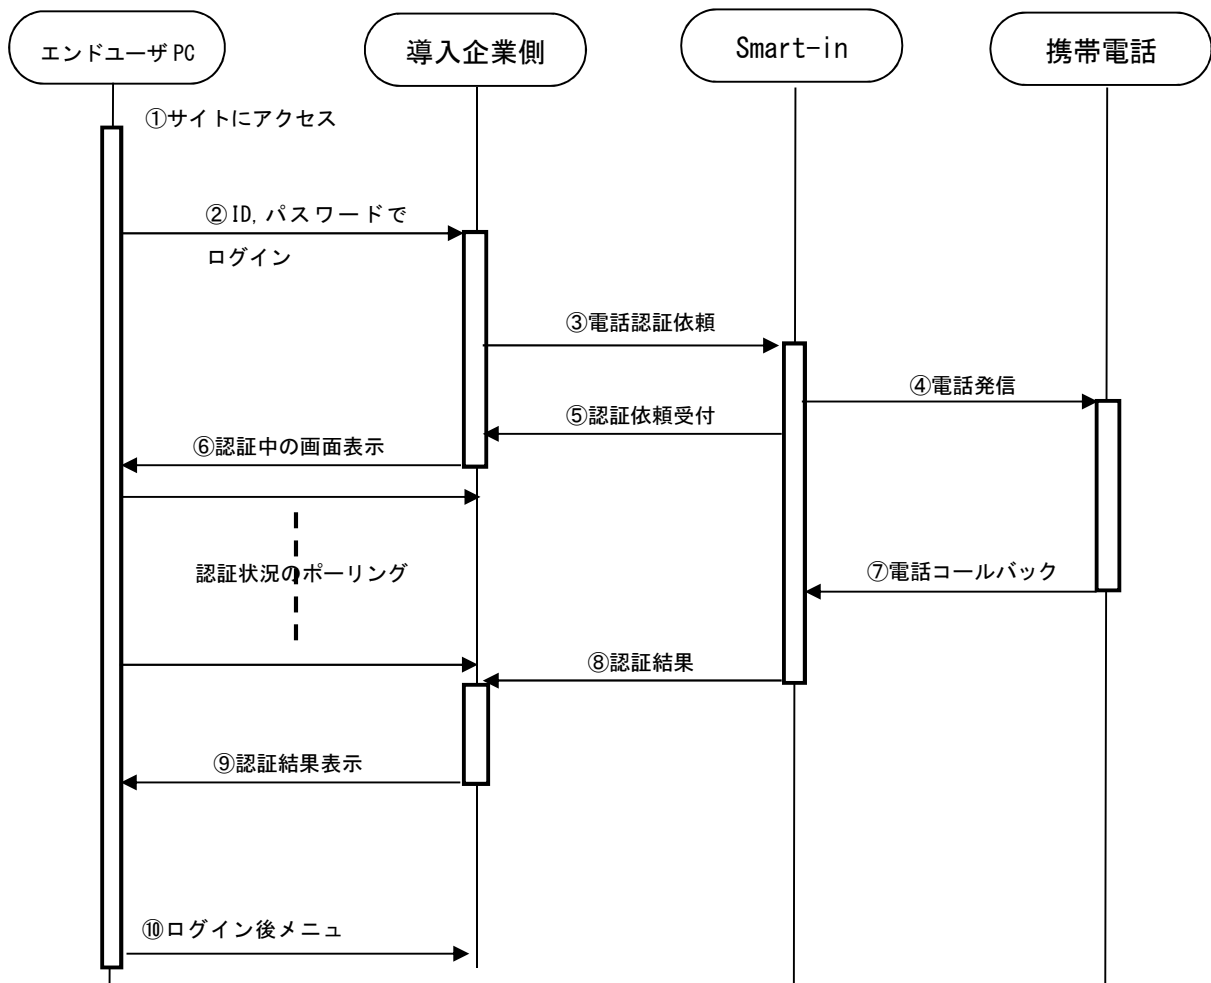 エンドユーザPC
導入企業側
Smart-in
携帯電話
①サイトにアクセス
②ID,パスワードで
ログイン
③電話認証依頼
④電話発信
⑤認証依頼受付
⑥認証中の画面表示
認証状況のポーリング
⑦電話コールバック
⑧認証結果
⑨認証結果表示
⑩ログイン後メニュ